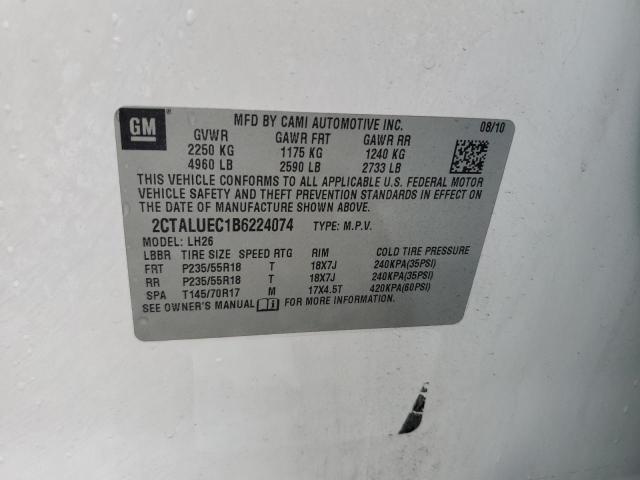 GM
MFD BY CAMI AUTOMOTIVE INC. 08/10
GVWR GAWR FRT GAWR RR
2250 KG 1175 KG 1240 KG
4960 LB 2590 LB 2733 LB
THIS VEHICLE CONFORMS TO ALL APPLICABLE U.S. FEDERAL MOTOR
VEHICLE SAFETY AND THEFT PREVENTION STANDARDS IN EFFECT ON
THE DATE OF MANUFACTURE SHOWN ABOVE.
2CTALUEC1B6224074 TYPE: M.P.V.
MODEL: LH26
LBBR TIRE SIZE SPEED RTG RIM COLD TIRE PRESSURE
FRT P235/55R18 T 18X7J 240KPA(35PSI)
RR P235/55R18 T 18X7J 240KPA(35PSI)
SPA T145/70R17 M 17X4.5T 420KPA(60PSI)
SEE OWNER'S MANUAL FOR MORE INFORMATION.